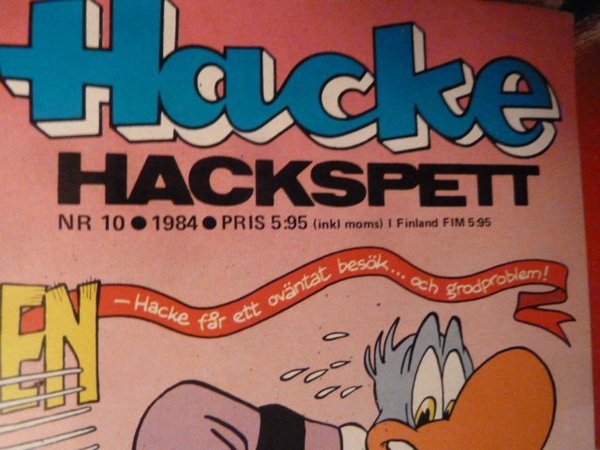 Hacke
HACKSPETT
NR 10 ● 1984 ● PRIS 5:95 (inkl moms) I Finland FIM 5:95
– Hacke får ett oväntat besök... och grodproblem!
EN